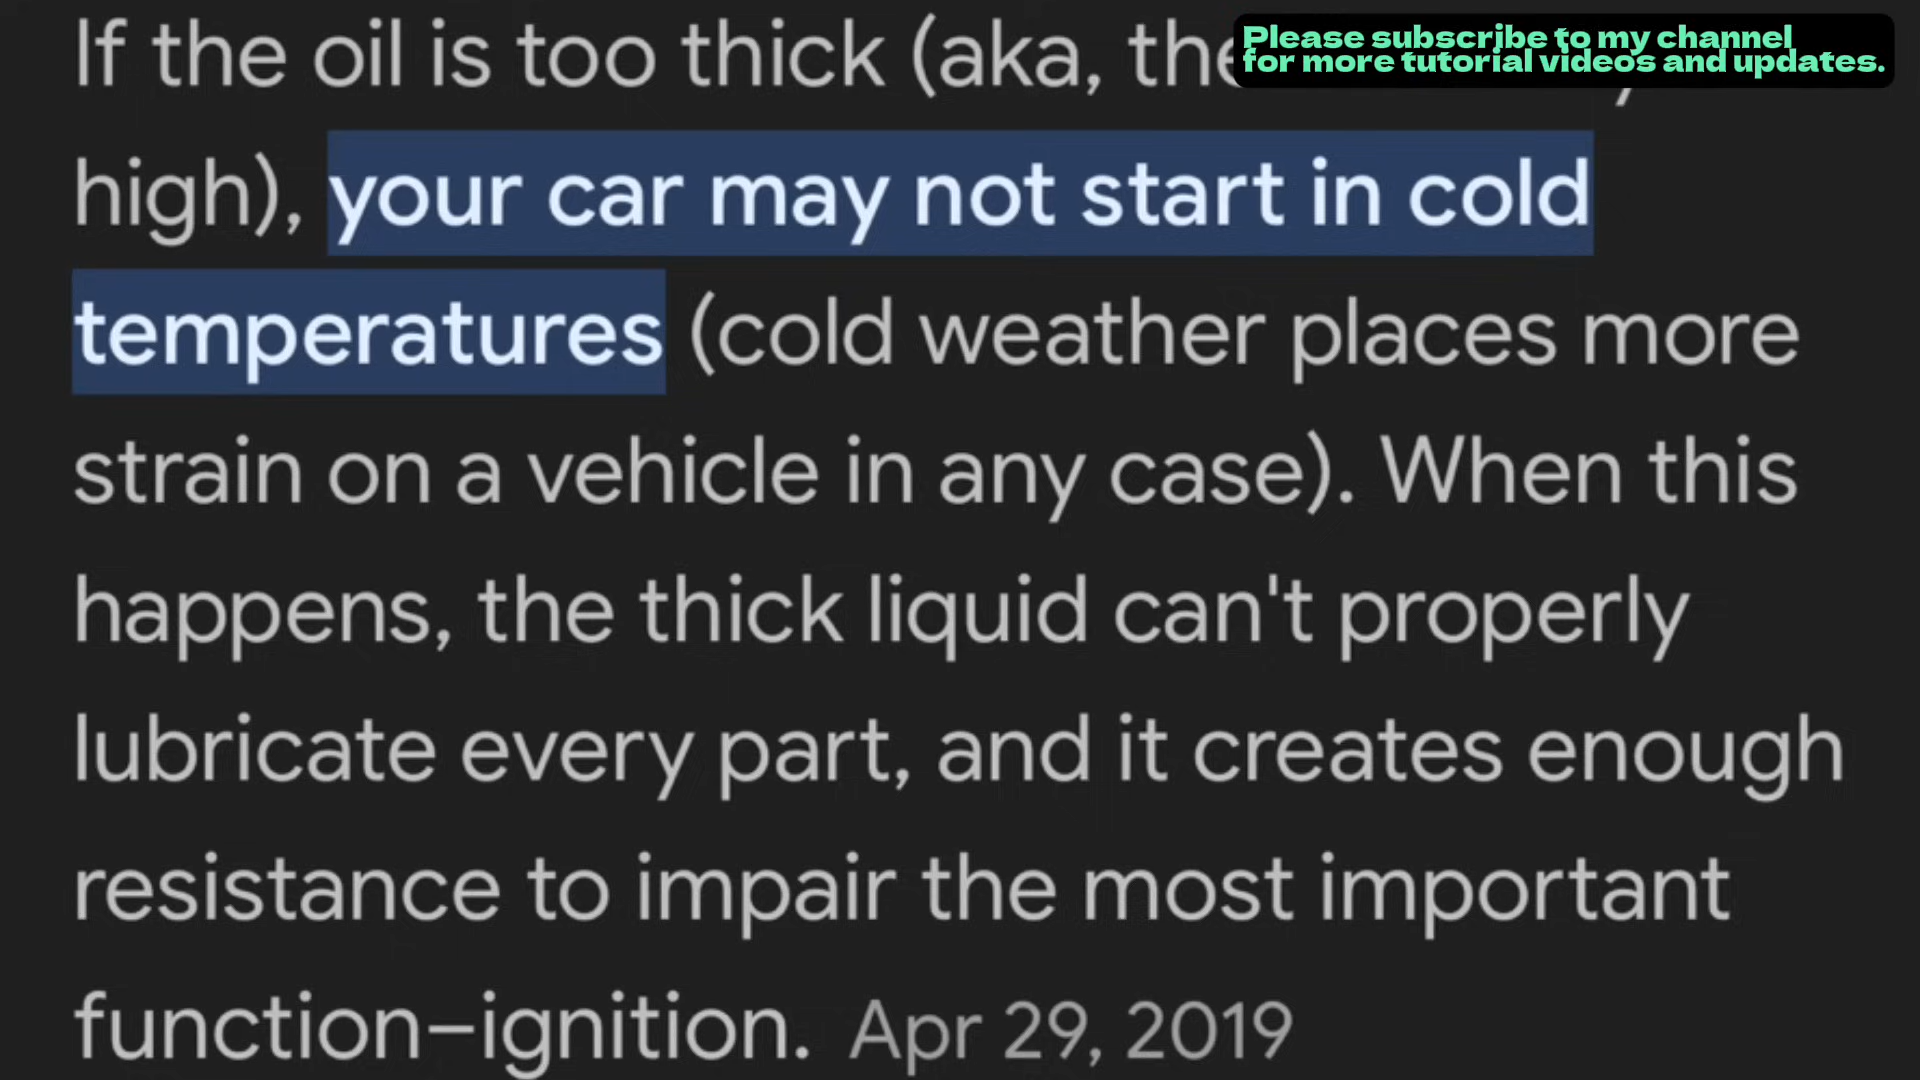 If the oil is too thick (aka, the
Please subscribe to my channel
for more tutorial videos and updates.
high), your car may not start in cold
temperatures (cold weather places more
strain on a vehicle in any case). When this
happens, the thick liquid can't properly
lubricate every part, and it creates enough
resistance to impair the most important
function–ignition. Apr 29, 2019